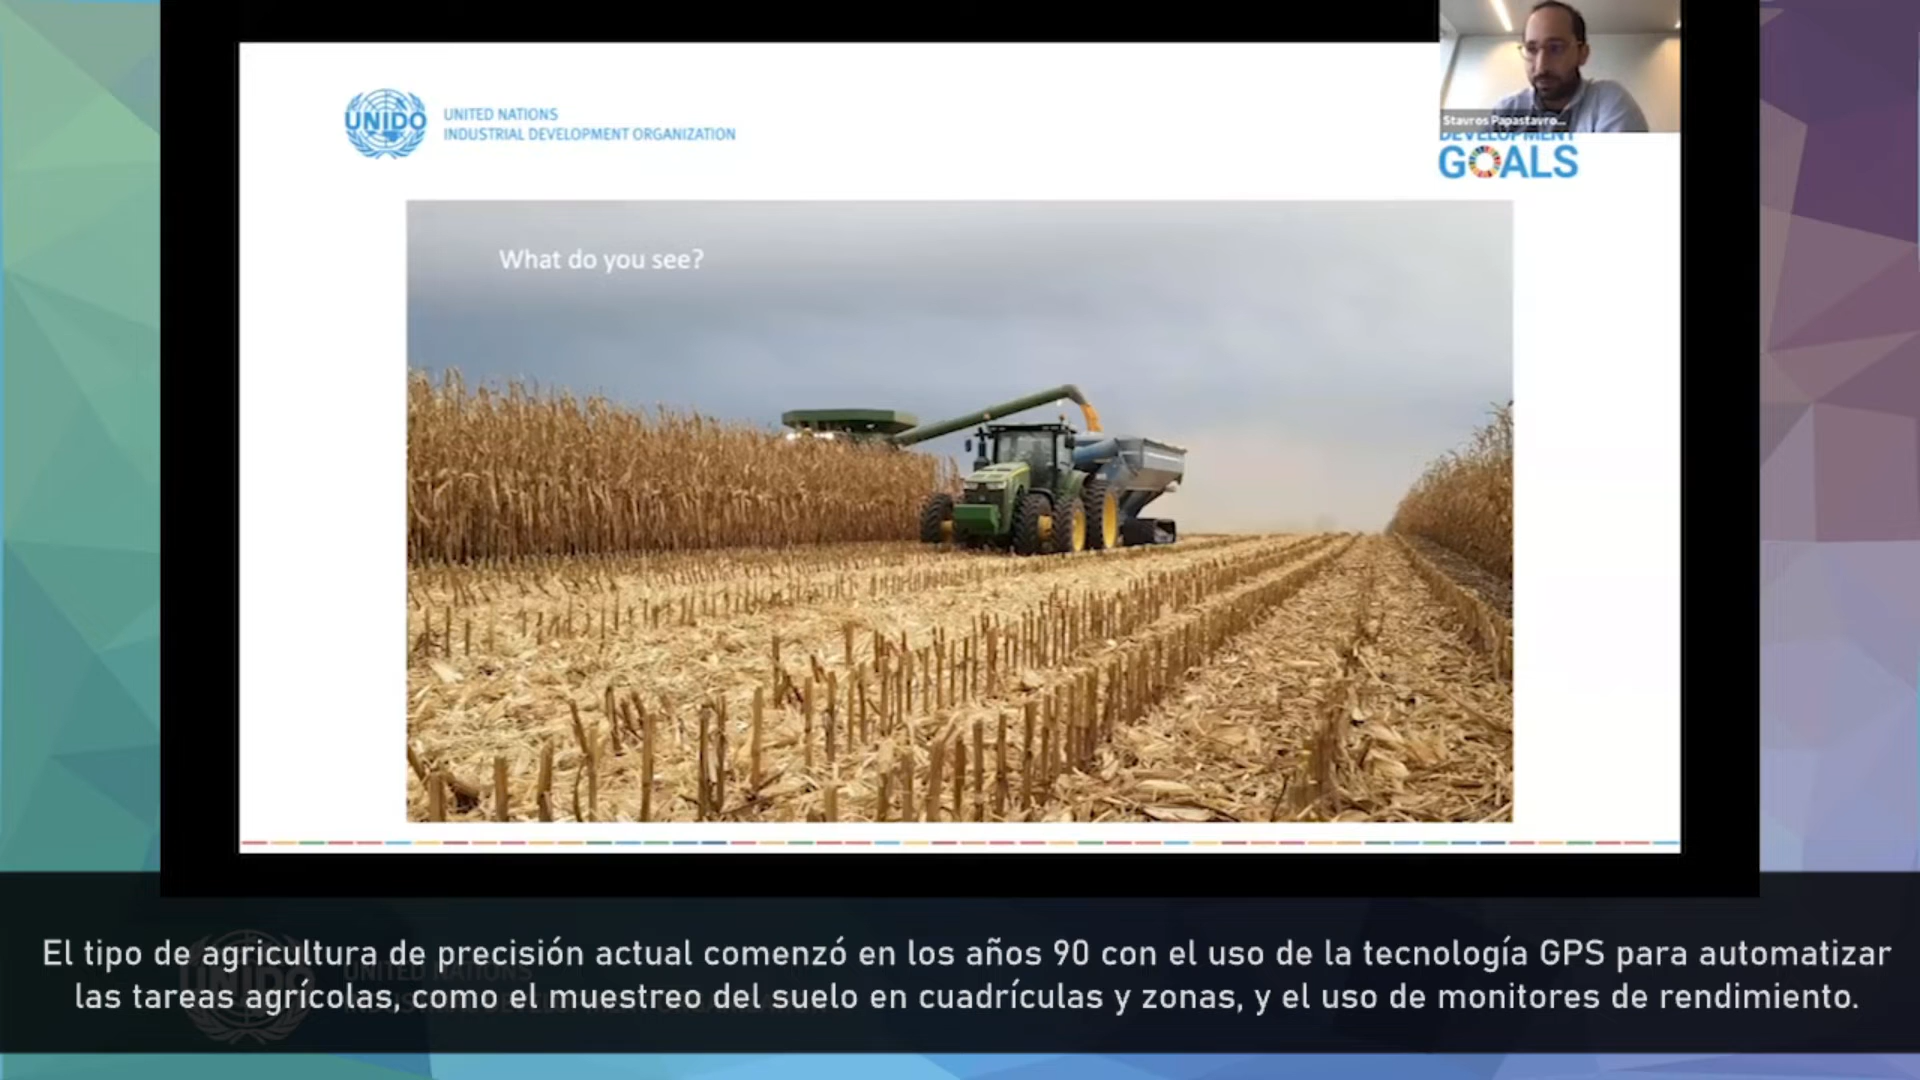 UNIDO
UNITED NATIONS
INDUSTRIAL DEVELOPMENT ORGANIZATION
Stavros Papastavro...
DEVELOPMENT
GOALS
What do you see?
El tipo de agricultura de precisión actual comenzó en los años 90 con el uso de la tecnología GPS para automatizar
las tareas agrícolas, como el muestreo del suelo en cuadrículas y zonas, y el uso de monitores de rendimiento.